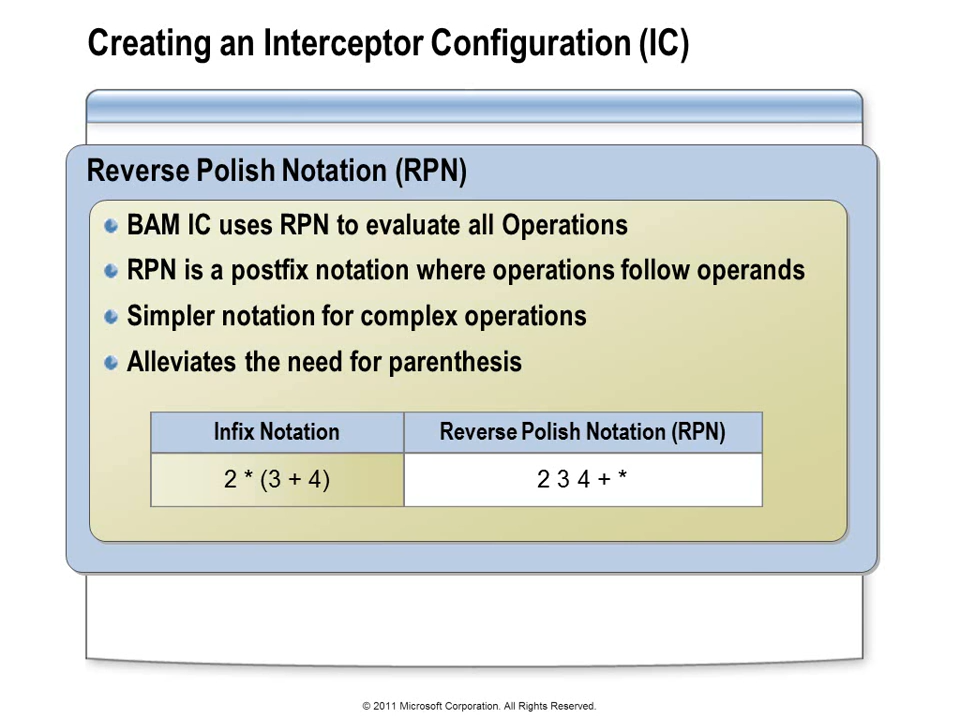 Creating an Interceptor Configuration (IC)
Reverse Polish Notation (RPN)
BAM IC uses RPN to evaluate all Operations
RPN is a postfix notation where operations follow operands
Simpler notation for complex operations
Alleviates the need for parenthesis
Infix Notation Reverse Polish Notation (RPN)
2 * (3 + 4) 2 3 4 + *
© 2011 Microsoft Corporation. All Rights Reserved.